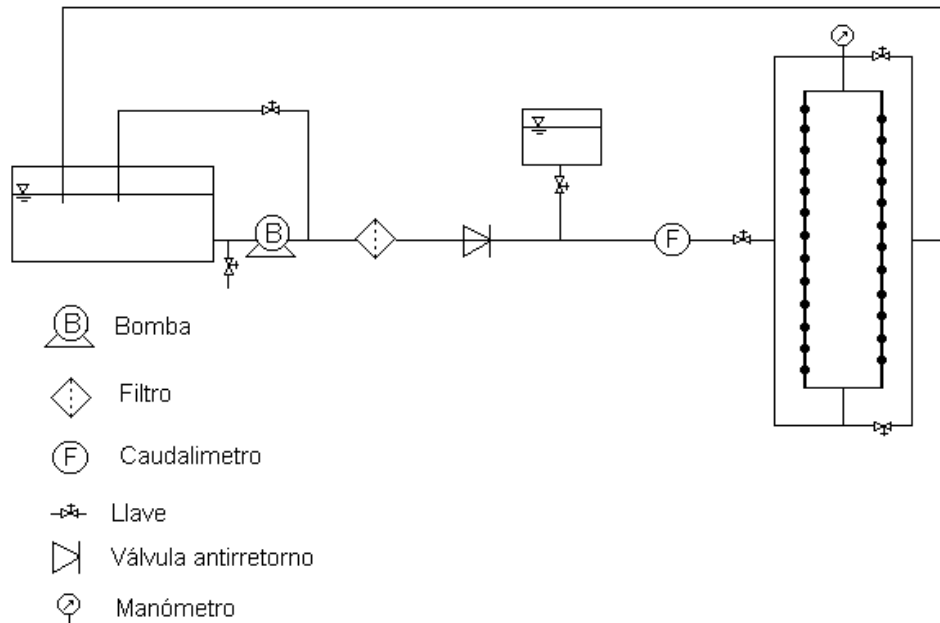 B
F
B
Bomba
Filtro
F
Caudalimetro
Llave
Válvula antirretorno
Manómetro